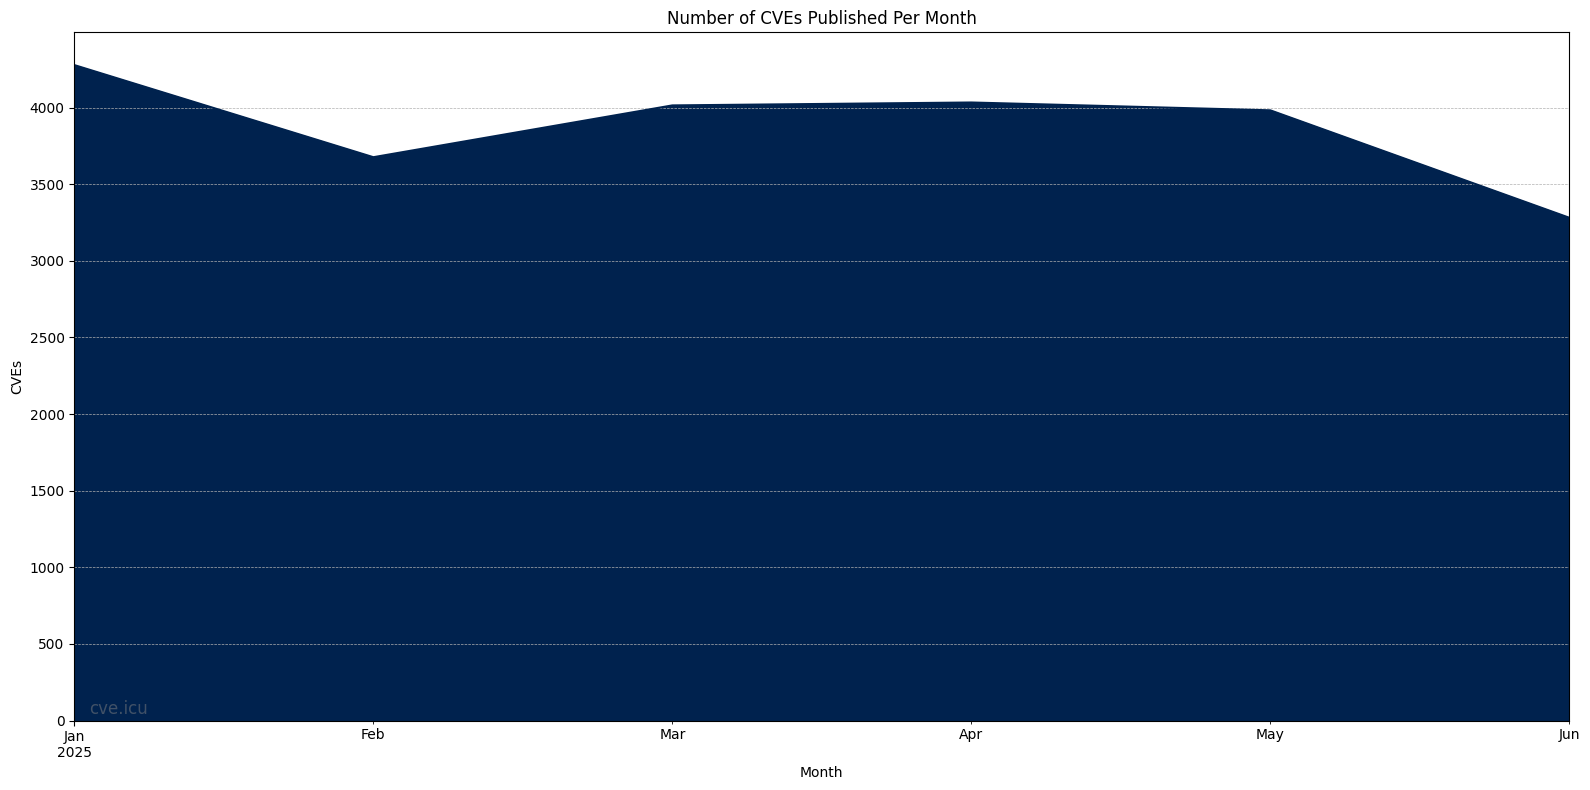 Number of CVEs Published Per Month
CVEs
4000
3500
3000
2500
2000
1500
1000
500
0
cve.icu
Jan
2025
Feb
Mar
Apr
May
Jun
Month